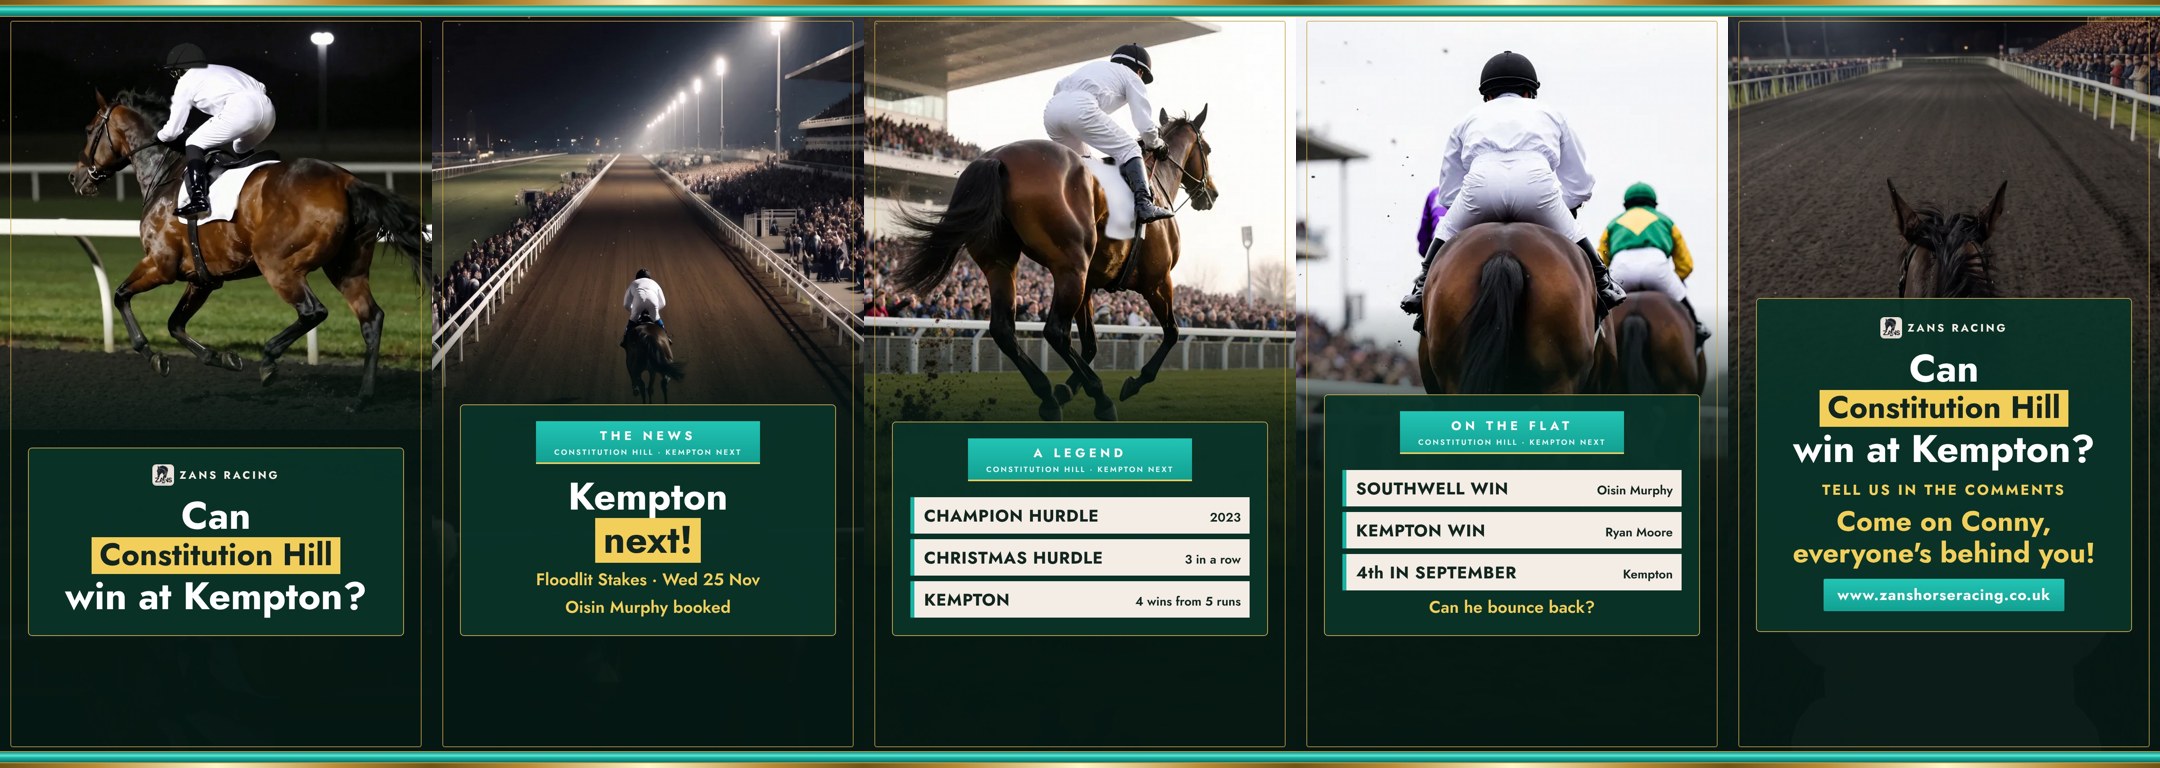 ZANS RACING
Can
Constitution Hill
win at Kempton?
THE NEWS
CONSTITUTION HILL · KEMPTON NEXT
Kempton
next!
Floodlit Stakes · Wed 25 Nov
Oisin Murphy booked
A LEGEND
CONSTITUTION HILL · KEMPTON NEXT
CHAMPION HURDLE 2023
CHRISTMAS HURDLE 3 in a row
KEMPTON 4 wins from 5 runs
ON THE FLAT
CONSTITUTION HILL · KEMPTON NEXT
SOUTHWELL WIN Oisin Murphy
KEMPTON WIN Ryan Moore
4th IN SEPTEMBER Kempton
Can he bounce back?
ZANS RACING
Can
Constitution Hill
win at Kempton?
TELL US IN THE COMMENTS
Come on Conny,
everyone's behind you!
www.zanshorseracing.co.uk